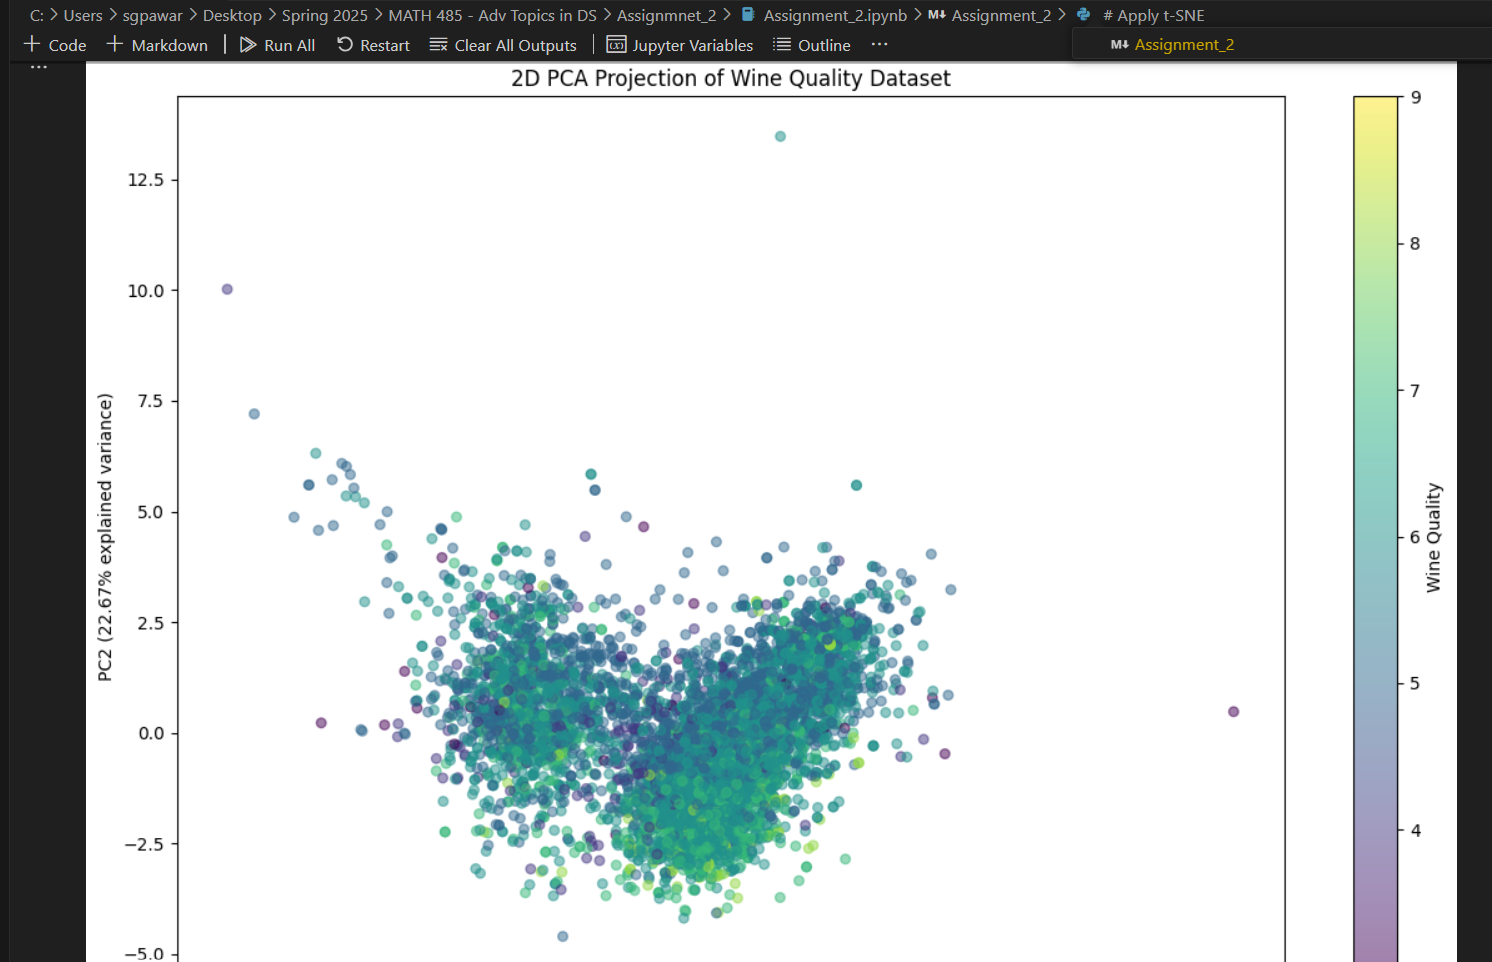 C: > Users > sgpawar > Desktop > Spring 2025 > MATH 485 - Adv Topics in DS > Assignmnet_2 > Assignment_2.ipynb > M↓ Assignment_2 > # Apply t-SNE
+ Code + Markdown | Run All Restart Clear All Outputs | Jupyter Variables Outline ...
M↓ Assignment_2
...
2D PCA Projection of Wine Quality Dataset
12.5
10.0
7.5
5.0
2.5
0.0
−2.5
−5.0
PC2 (22.67% explained variance)
9
8
7
6
5
4
Wine Quality